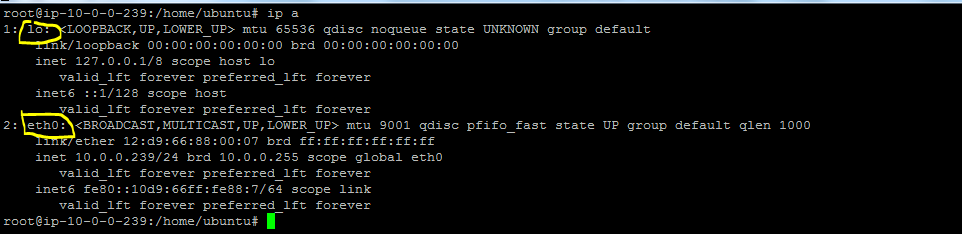 root@ip-10-0-0-239:/home/ubuntu# ip a
1: lo: <LOOPBACK,UP,LOWER_UP> mtu 65536 qdisc noqueue state UNKNOWN group default
link/loopback 00:00:00:00:00:00 brd 00:00:00:00:00:00
inet 127.0.0.1/8 scope host lo
valid_lft forever preferred_lft forever
inet6 ::1/128 scope host
valid_lft forever preferred_lft forever
2: eth0: <BROADCAST,MULTICAST,UP,LOWER_UP> mtu 9001 qdisc pfifo_fast state UP group default qlen 1000
link/ether 12:d9:66:88:00:07 brd ff:ff:ff:ff:ff:ff
inet 10.0.0.239/24 brd 10.0.0.255 scope global eth0
valid_lft forever preferred_lft forever
inet6 fe80::10d9:66ff:fe88:7/64 scope link
valid_lft forever preferred_lft forever
root@ip-10-0-0-239:/home/ubuntu#